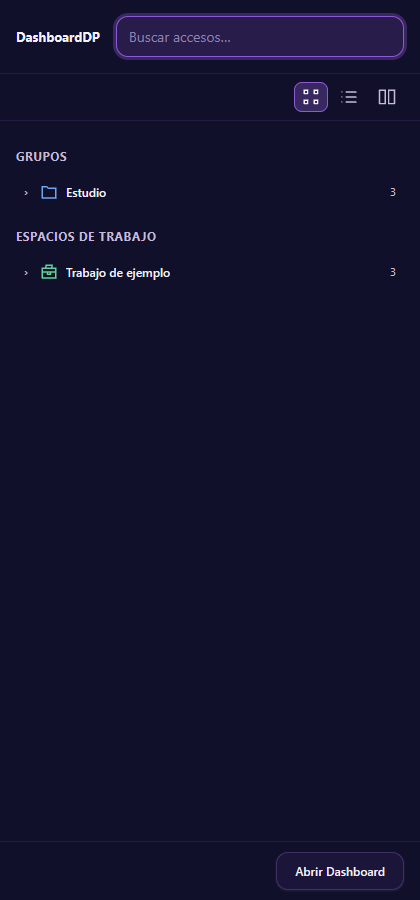 DashboardDP
Buscar accesos...
GRUPOS
› Estudio 3
ESPACIOS DE TRABAJO
› Trabajo de ejemplo 3
Abrir Dashboard